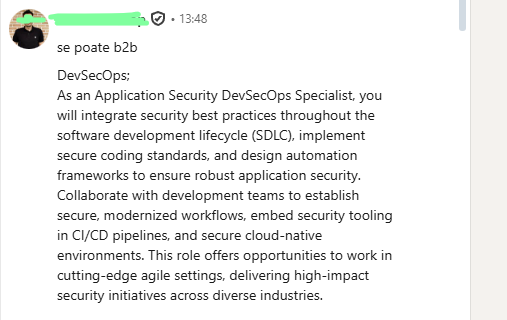 • 13:48
se poate b2b
DevSecOps;
As an Application Security DevSecOps Specialist, you
will integrate security best practices throughout the
software development lifecycle (SDLC), implement
secure coding standards, and design automation
frameworks to ensure robust application security.
Collaborate with development teams to establish
secure, modernized workflows, embed security tooling
in CI/CD pipelines, and secure cloud-native
environments. This role offers opportunities to work in
cutting-edge agile settings, delivering high-impact
security initiatives across diverse industries.